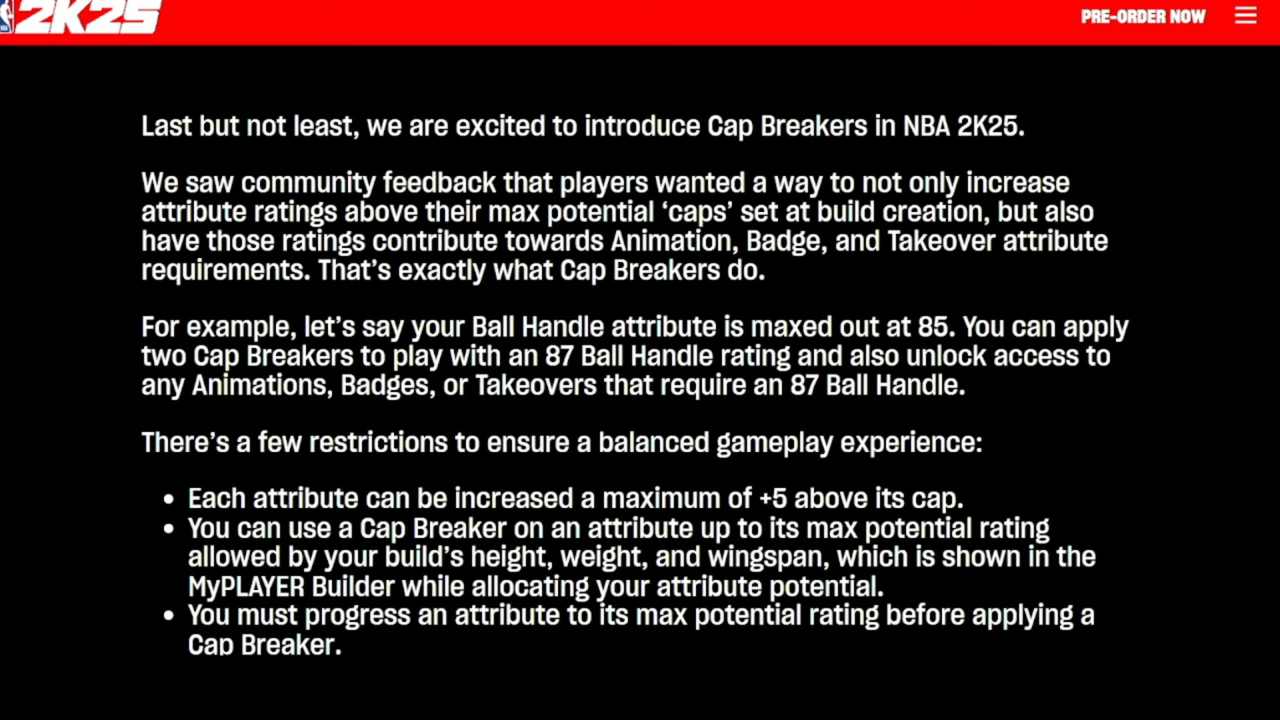 2K25
PRE-ORDER NOW
Last but not least, we are excited to introduce Cap Breakers in NBA 2K25.
We saw community feedback that players wanted a way to not only increase
attribute ratings above their max potential ‘caps’ set at build creation, but also
have those ratings contribute towards Animation, Badge, and Takeover attribute
requirements. That’s exactly what Cap Breakers do.
For example, let’s say your Ball Handle attribute is maxed out at 85. You can apply
two Cap Breakers to play with an 87 Ball Handle rating and also unlock access to
any Animations, Badges, or Takeovers that require an 87 Ball Handle.
There’s a few restrictions to ensure a balanced gameplay experience:
• Each attribute can be increased a maximum of +5 above its cap.
• You can use a Cap Breaker on an attribute up to its max potential rating
allowed by your build’s height, weight, and wingspan, which is shown in the
MyPLAYER Builder while allocating your attribute potential.
• You must progress an attribute to its max potential rating before applying a
Cap Breaker.